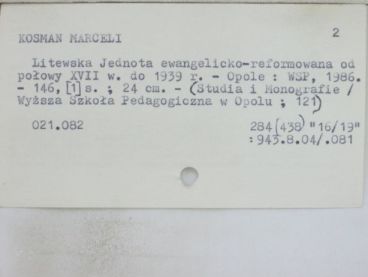 2
KOSMAN MARCELI
Litewska Jednota ewangelicko-reformowana od
połowy XVII w. do 1939 r. - Opole : WSP, 1986.
- 146, [1] s. ; 24 cm. - (Studia i Monografie /
Wyższa Szkoła Pedagogiczna w Opolu ; 121)
021.082 284(438) "16/19"
:943.8.04/.081